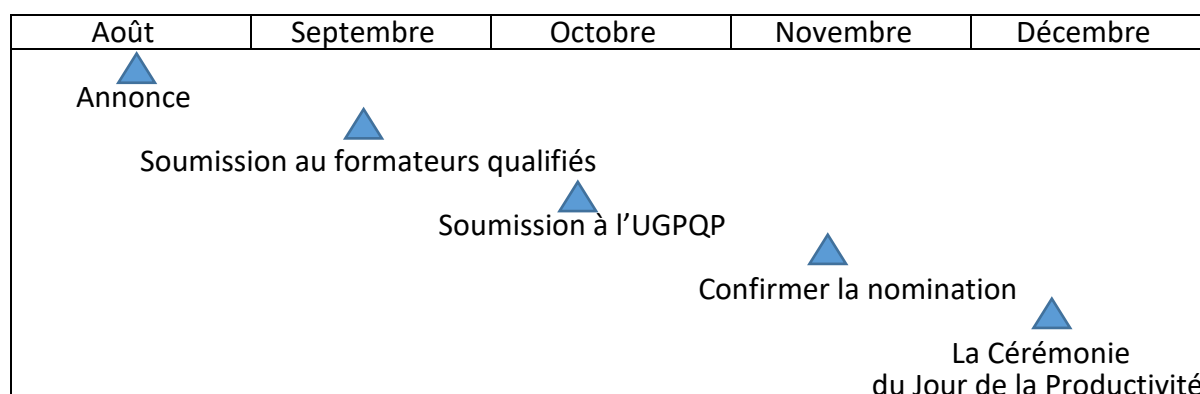 Août Septembre Octobre Novembre Décembre
Annonce
Soumission au formateurs qualifiés
Soumission à l'UGPQP
Confirmer la nomination
La Cérémonie
du Jour de la Productivité